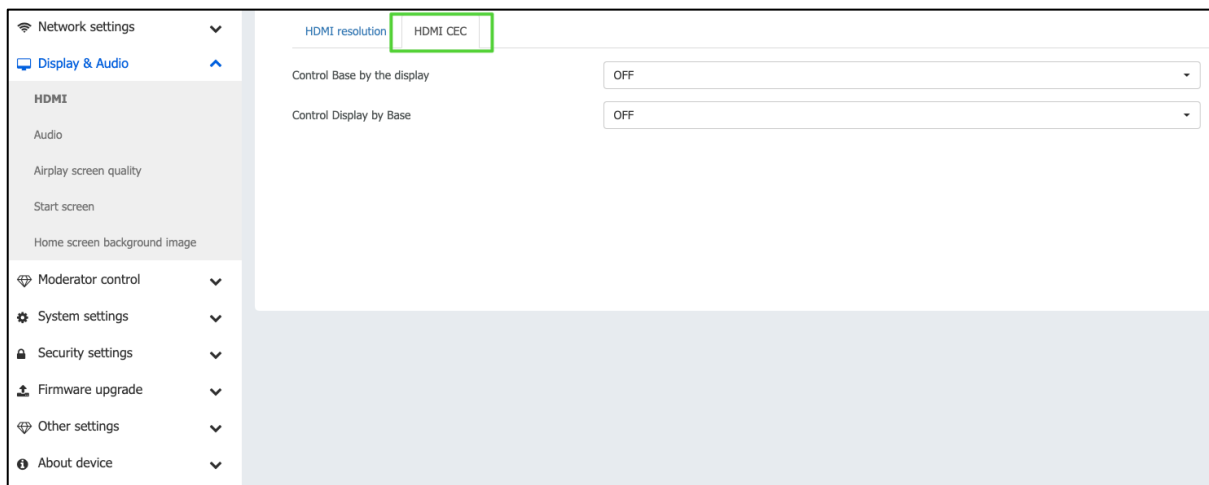 Network settings
Display & Audio
HDMI
Audio
Airplay screen quality
Start screen
Home screen background image
Moderator control
System settings
Security settings
Firmware upgrade
Other settings
About device
HDMI resolution HDMI CEC
Control Base by the display OFF
Control Display by Base OFF